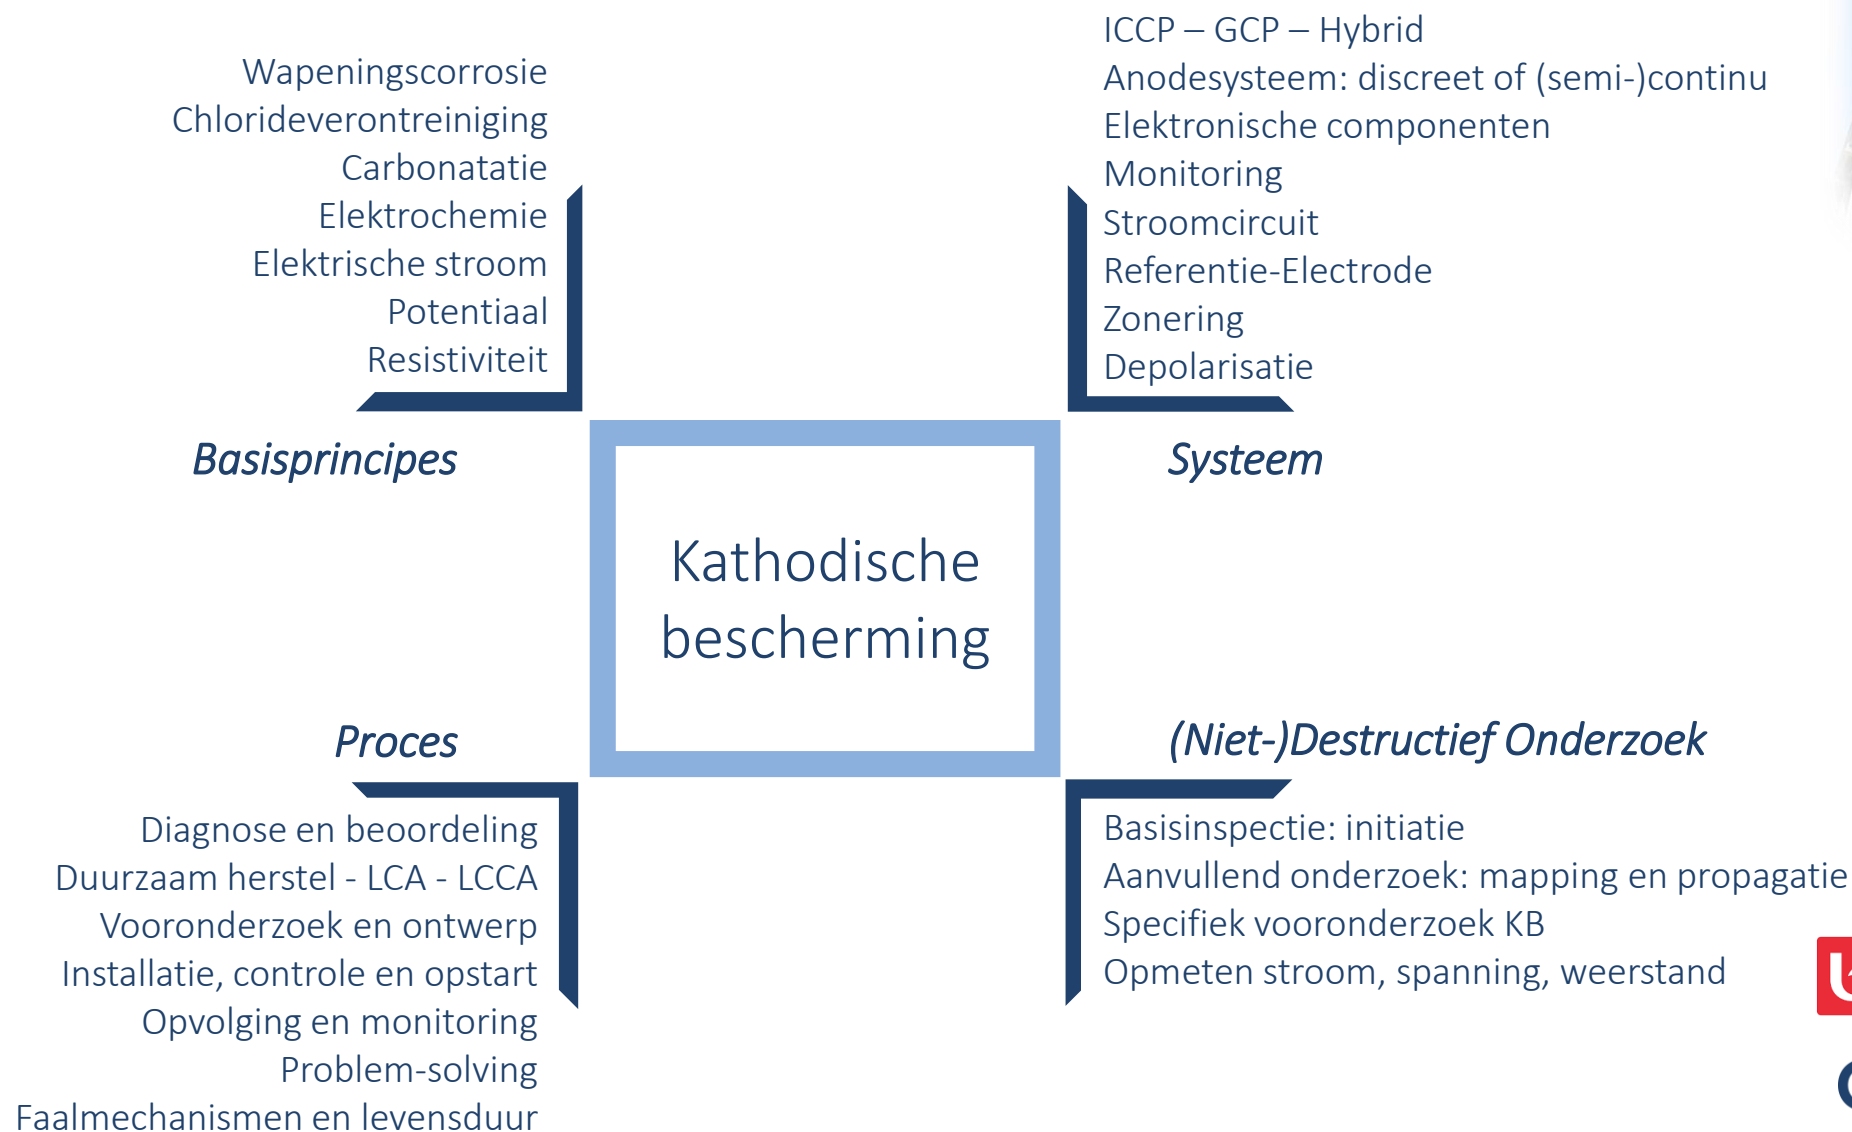 Wapeningscorrosie
Chlorideverontreiniging
Carbonatatie
Elektrochemie
Elektrische stroom
Potentiaal
Resistiviteit
Basisprincipes
ICCP – GCP – Hybrid
Anodesysteem: discreet of (semi-)continu
Elektronische componenten
Monitoring
Stroomcircuit
Referentie-Electrode
Zonering
Depolarisatie
Systeem
Kathodische
bescherming
Proces
Diagnose en beoordeling
Duurzaam herstel - LCA - LCCA
Vooronderzoek en ontwerp
Installatie, controle en opstart
Opvolging en monitoring
Problem-solving
Faalmechanismen en levensduur
(Niet-)Destructief Onderzoek
Basisinspectie: initiatie
Aanvullend onderzoek: mapping en propagatie
Specifiek vooronderzoek KB
Opmeten stroom, spanning, weerstand